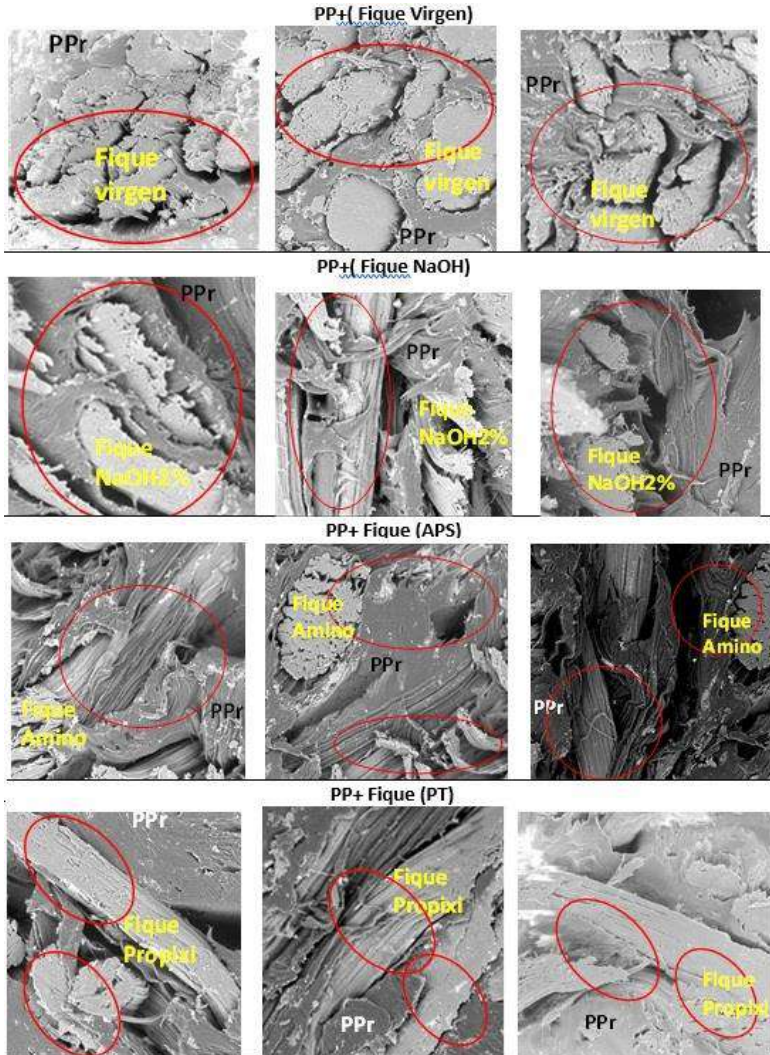 PP+( Fique Virgen)
PPr
Fique
virgen
Fique
virgen
PPr
PPr
Fique
virgen
PP+( Fique NaOH)
PPr
Fique
NaOH2%
PPr
Fique
NaOH2%
Fique
NaOH2%
PPr
PP+ Fique (APS)
Fique
Amino
PPr
Fique
Amino
PPr
Fique
Amino
PPr
PP+ Fique (PT)
PPr
Fique
Propixi
Fique
Propixi
PPr
Fique
Propixi
PPr